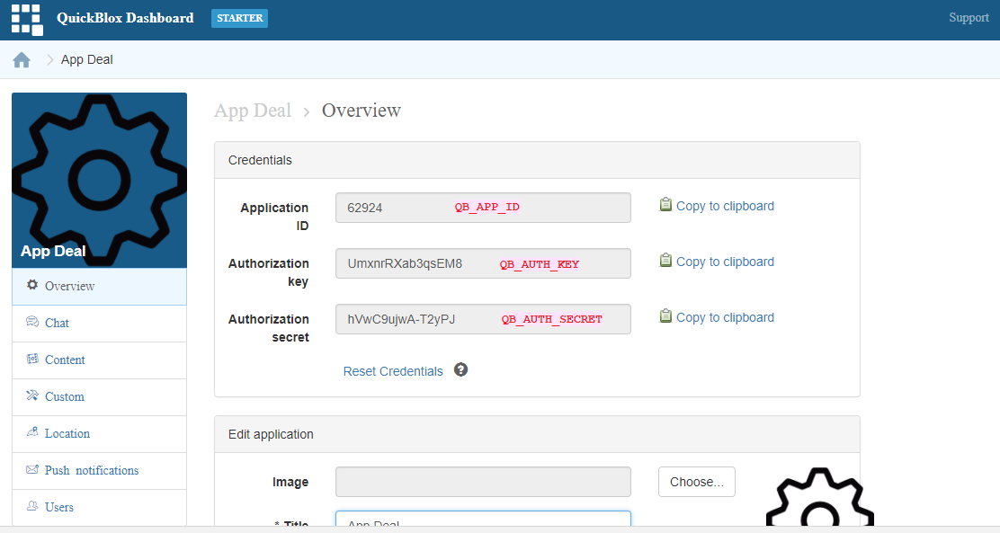 QuickBlox Dashboard STARTER Support
App Deal
App Deal › Overview
Credentials
Application ID 62924 QB_APP_ID Copy to clipboard
Authorization key UmxnrRXab3qsEM8 QB_AUTH_KEY Copy to clipboard
Authorization secret hVwC9ujwA-T2yPJ QB_AUTH_SECRET Copy to clipboard
Reset Credentials ?
App Deal
Overview
Chat
Content
Custom
Location
Push notifications
Users
Edit application
Image Choose...
* Title App Deal